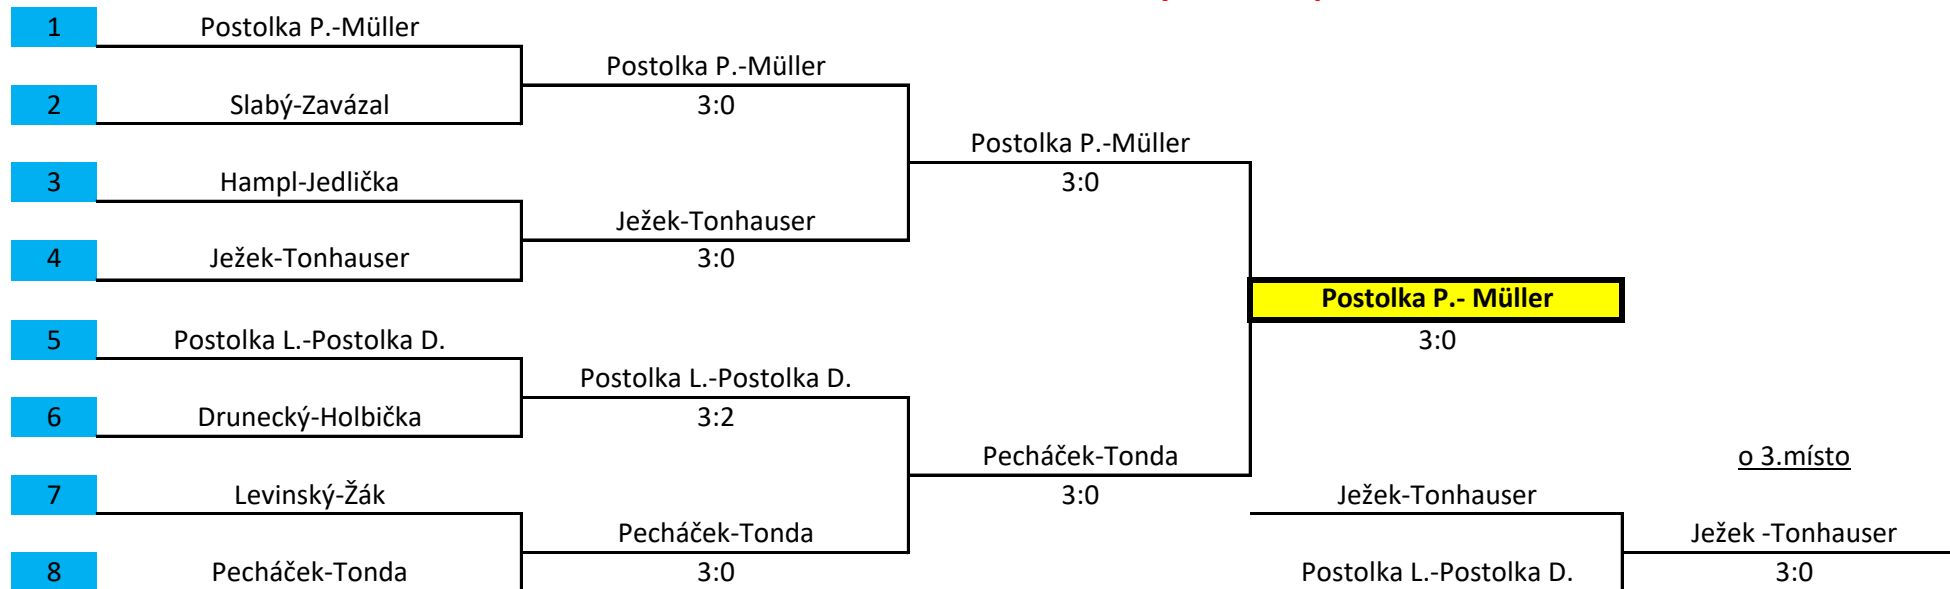 1 Postolka P.-Müller
Postolka P.-Müller
2 Slabý-Zavázal 3:0
Postolka P.-Müller
3 Hampl-Jedlička 3:0
Ježek-Tonhauser
4 Ježek-Tonhauser 3:0
Postolka P.- Müller
5 Postolka L.-Postolka D. 3:0
Postolka L.-Postolka D.
6 Drunecký-Holbička 3:2
Pecháček-Tonda o 3.místo
7 Levinský-Žák 3:0 Ježek-Tonhauser
Pecháček-Tonda Ježek -Tonhauser
8 Pecháček-Tonda 3:0 Postolka L.-Postolka D. 3:0